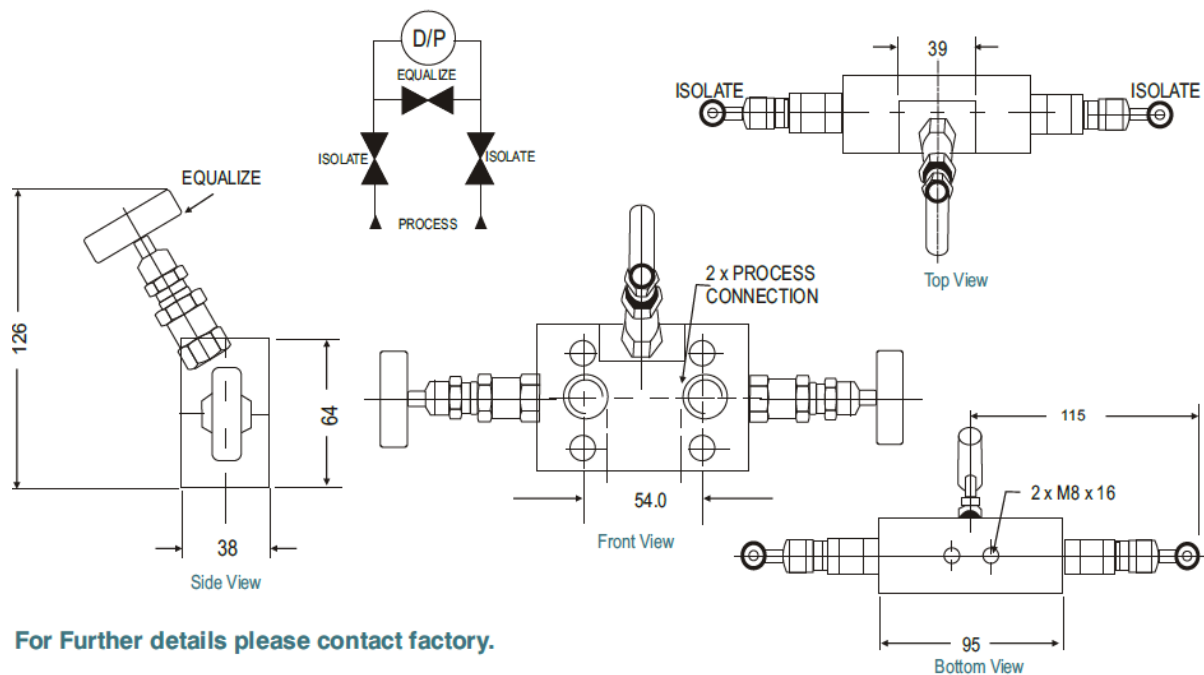 D/P
EQUALIZE
ISOLATE
ISOLATE
PROCESS
39
ISOLATE
ISOLATE
Top View
EQUALIZE
126
64
38
Side View
2 x PROCESS
CONNECTION
54.0
Front View
115
2 x M8 x 16
95
Bottom View
For Further details please contact factory.